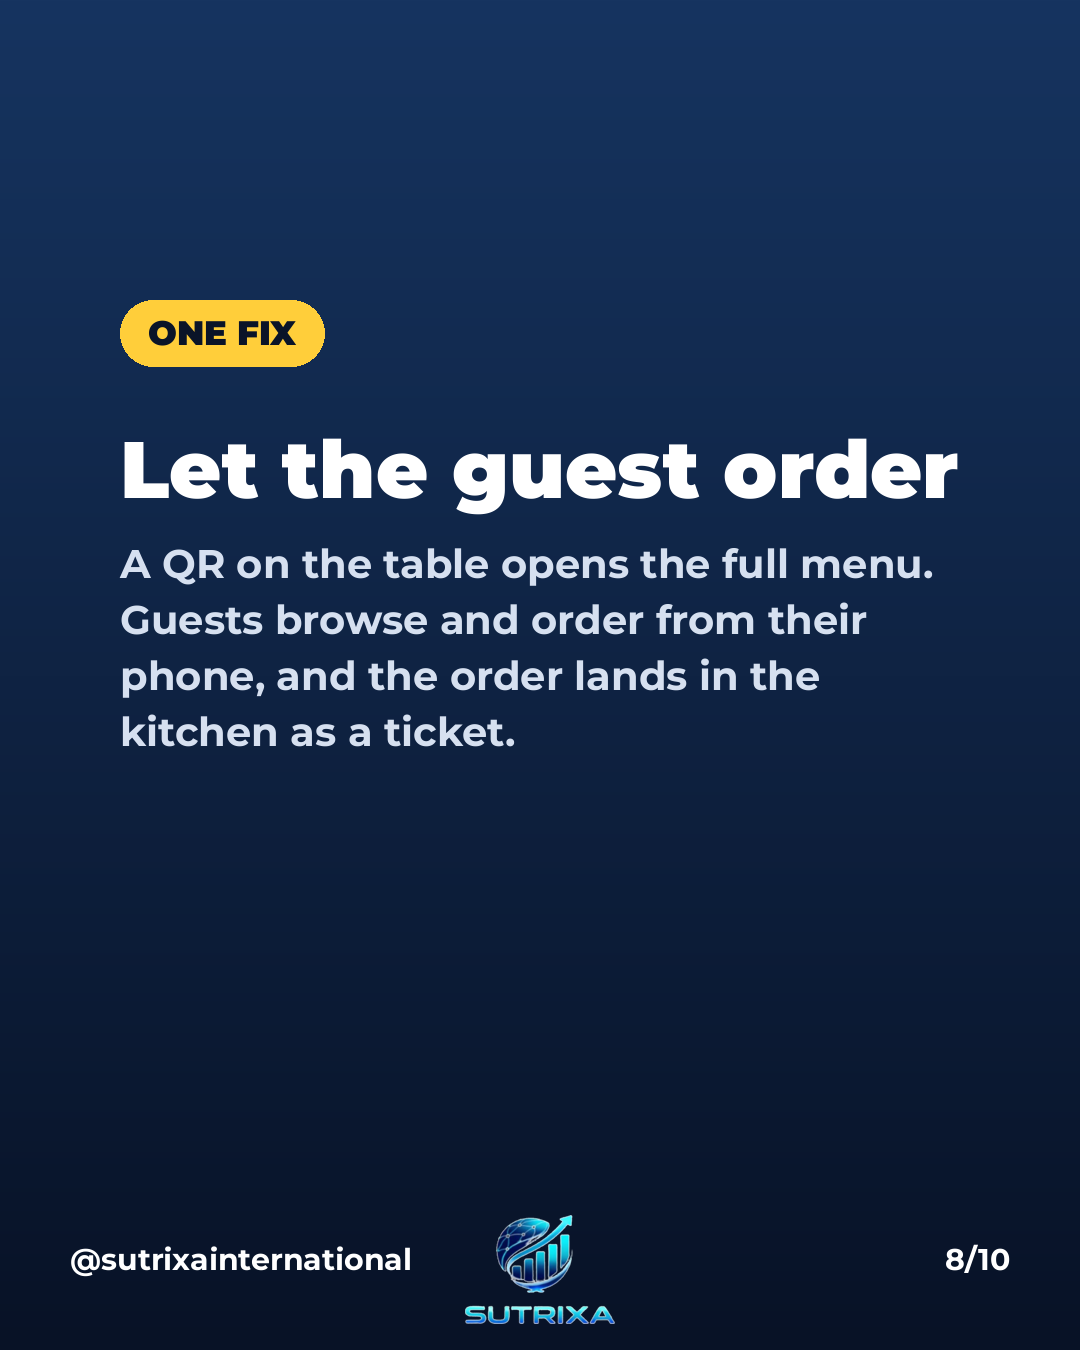 ONE FIX
Let the guest order
A QR on the table opens the full menu.
Guests browse and order from their
phone, and the order lands in the
kitchen as a ticket.
@sutrixainternational
SUTRIXA
8/10